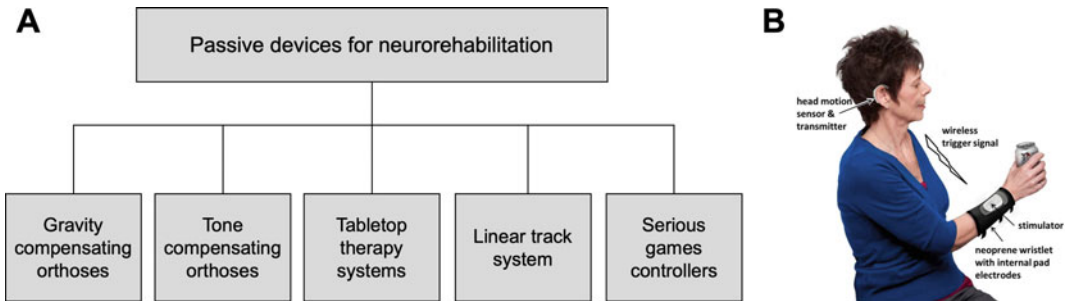 A
Passive devices for neurorehabilitation
Gravity
compensating
orthoses
Tone
compensating
orthoses
Tabletop
therapy
systems
Linear track
system
Serious
games
controllers
B
head motion
sensor &
transmitter
wireless
trigger signal
stimulator
neoprene wristlet
with internal pad
electrodes